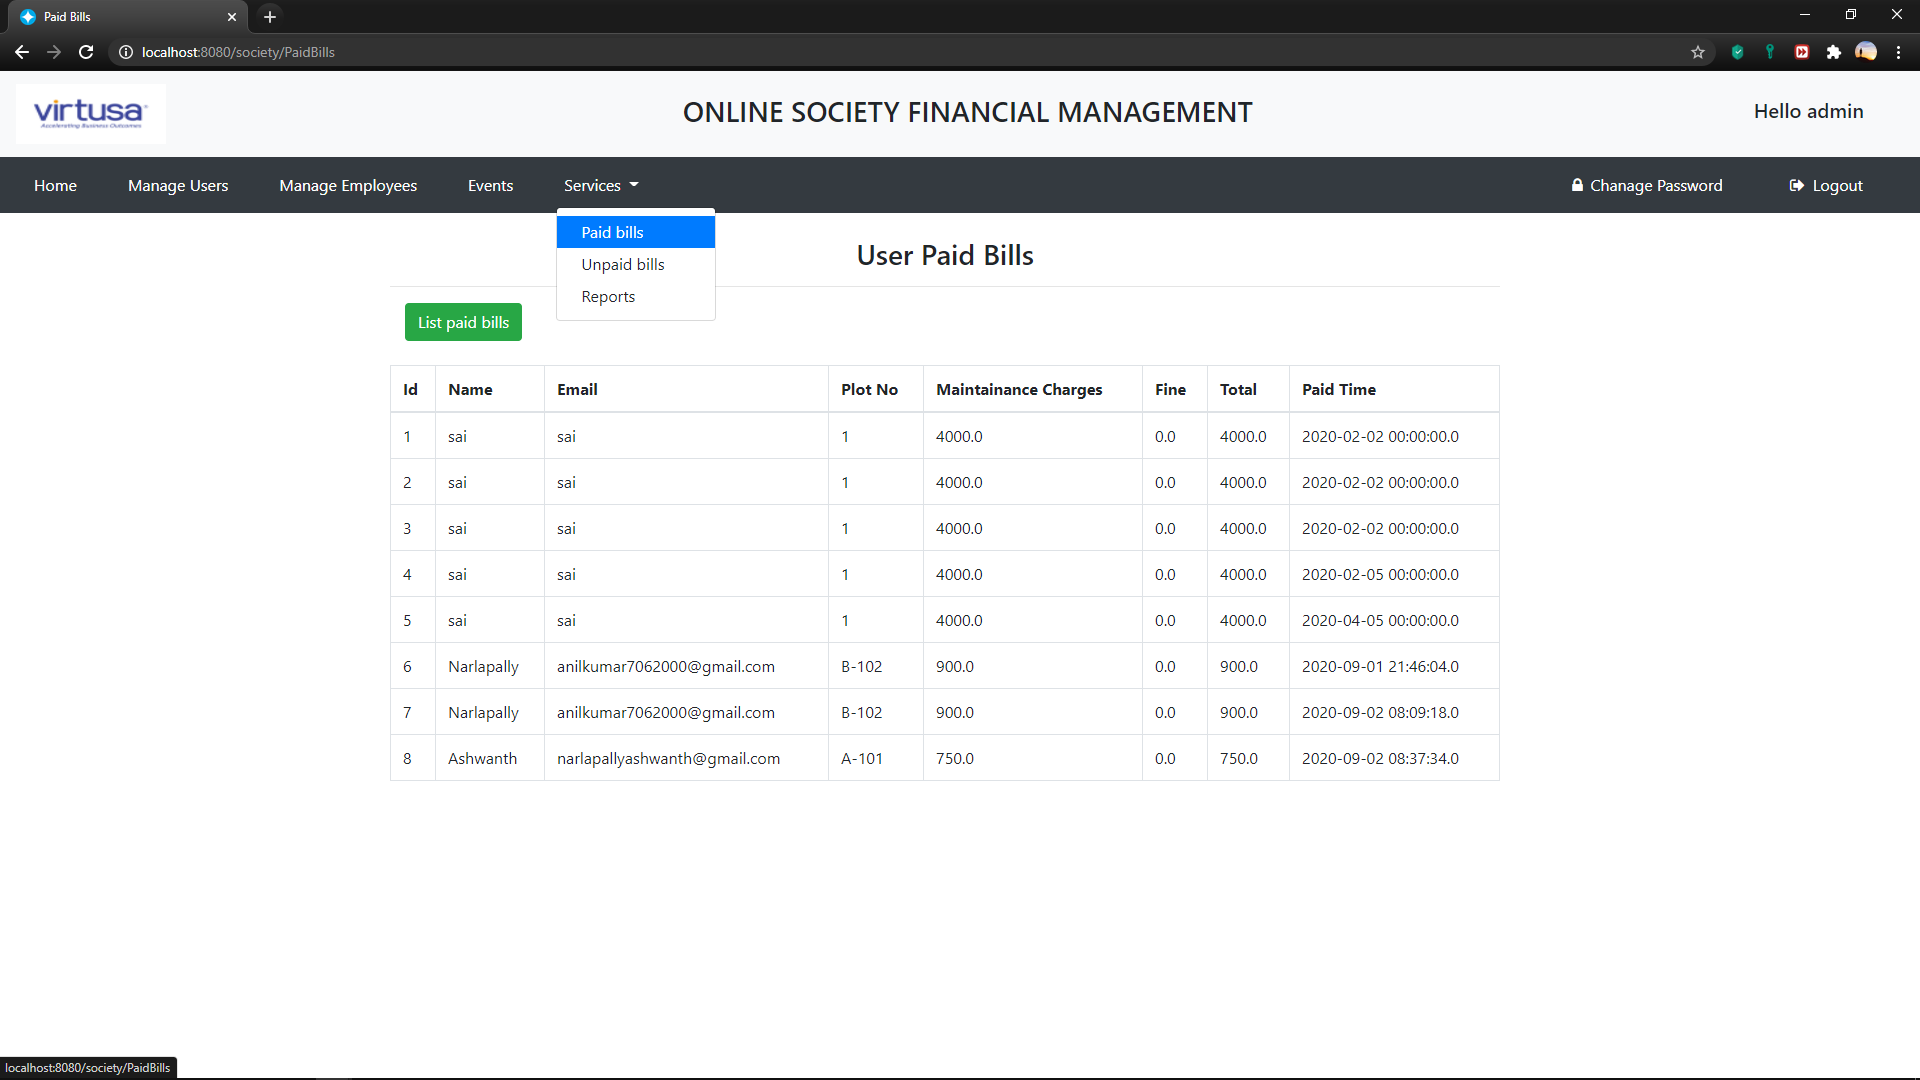 Paid Bills
localhost:8080/society/PaidBills
virtusa
Accelerating Business Outcomes
ONLINE SOCIETY FINANCIAL MANAGEMENT
Hello admin
Home Manage Users Manage Employees Events Services Chanage Password Logout
Paid bills
Unpaid bills
Reports
User Paid Bills
List paid bills
Id Name Email Plot No Maintainance Charges Fine Total Paid Time
1 sai sai 1 4000.0 0.0 4000.0 2020-02-02 00:00:00.0
2 sai sai 1 4000.0 0.0 4000.0 2020-02-02 00:00:00.0
3 sai sai 1 4000.0 0.0 4000.0 2020-02-02 00:00:00.0
4 sai sai 1 4000.0 0.0 4000.0 2020-02-05 00:00:00.0
5 sai sai 1 4000.0 0.0 4000.0 2020-04-05 00:00:00.0
6 Narlapally anilkumar7062000@gmail.com B-102 900.0 0.0 900.0 2020-09-01 21:46:04.0
7 Narlapally anilkumar7062000@gmail.com B-102 900.0 0.0 900.0 2020-09-02 08:09:18.0
8 Ashwanth narlapallyashwanth@gmail.com A-101 750.0 0.0 750.0 2020-09-02 08:37:34.0
localhost:8080/society/PaidBills